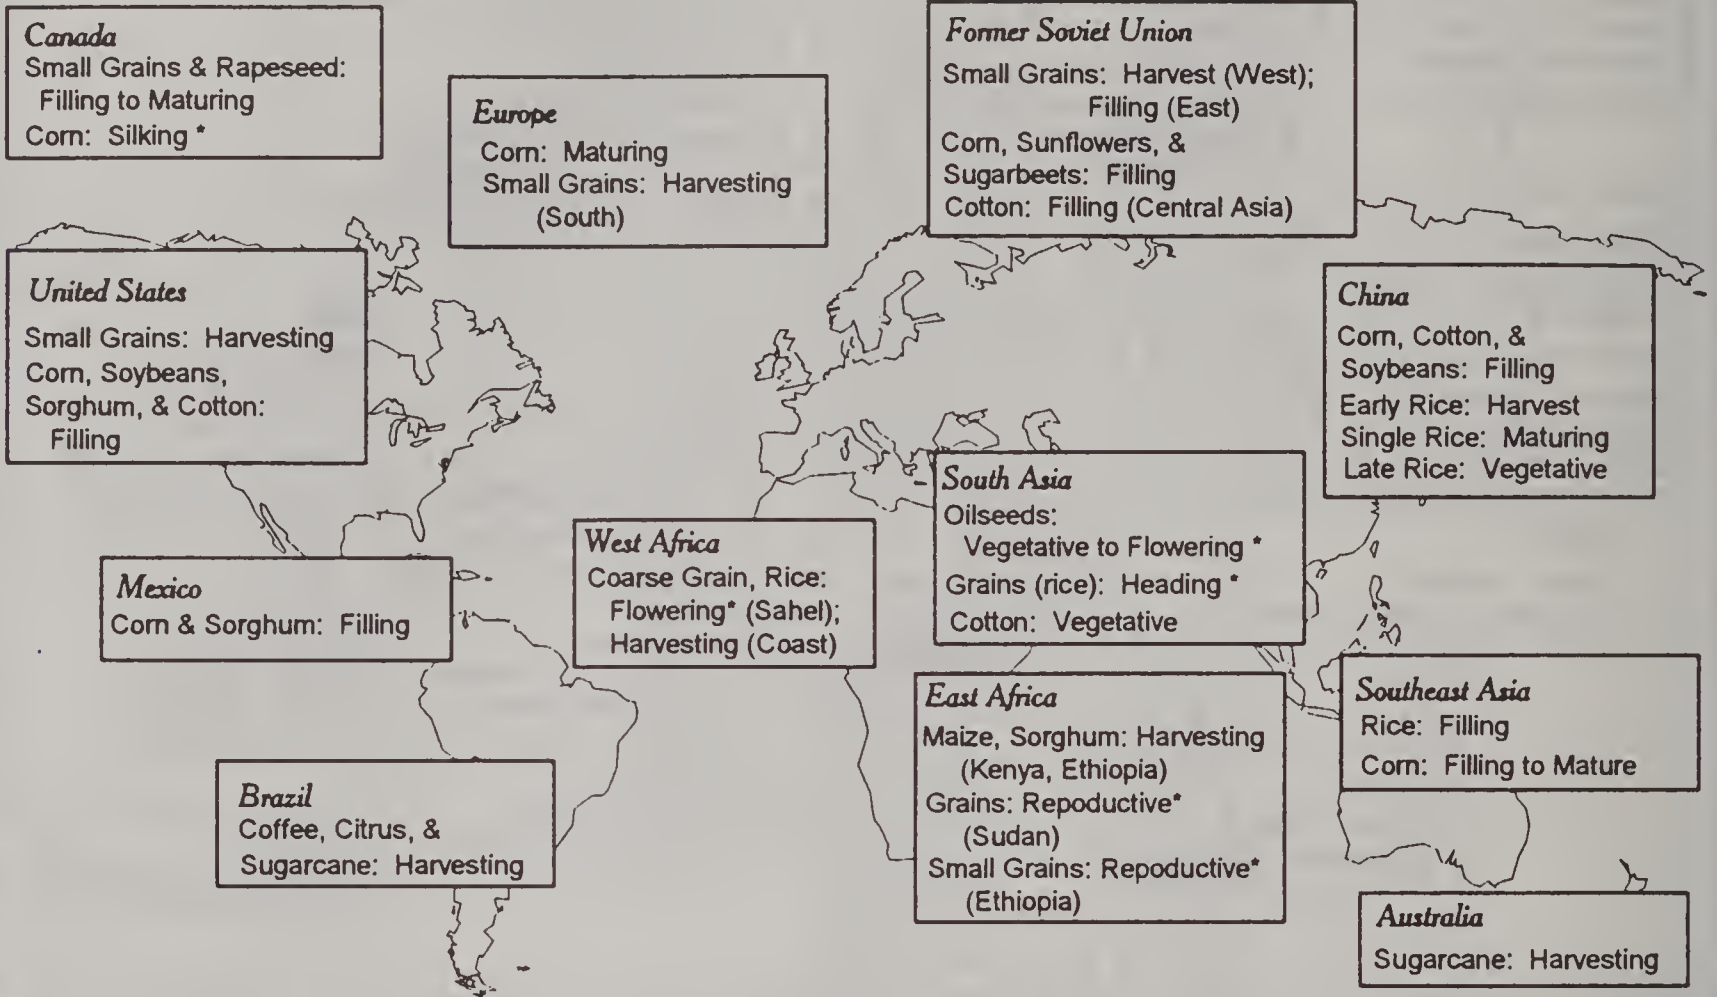 Canada
Small Grains & Rapeseed:
Filling to Maturing
Corn: Silking *
Europe
Corn: Maturing
Small Grains: Harvesting
(South)
Former Soviet Union
Small Grains: Harvest (West);
Filling (East)
Corn, Sunflowers, &
Sugarbeets: Filling
Cotton: Filling (Central Asia)
United States
Small Grains: Harvesting
Corn, Soybeans,
Sorghum, & Cotton:
Filling
China
Corn, Cotton, &
Soybeans: Filling
Early Rice: Harvest
Single Rice: Maturing
Late Rice: Vegetative
Mexico
Corn & Sorghum: Filling
West Africa
Coarse Grain, Rice:
Flowering* (Sahel);
Harvesting (Coast)
South Asia
Oilseeds:
Vegetative to Flowering *
Grains (rice): Heading *
Cotton: Vegetative
East Africa
Maize, Sorghum: Harvesting
(Kenya, Ethiopia)
Grains: Repoductive*
(Sudan)
Small Grains: Repoductive*
(Ethiopia)
Southeast Asia
Rice: Filling
Corn: Filling to Mature
Brazil
Coffee, Citrus, &
Sugarcane: Harvesting
Australia
Sugarcane: Harvesting